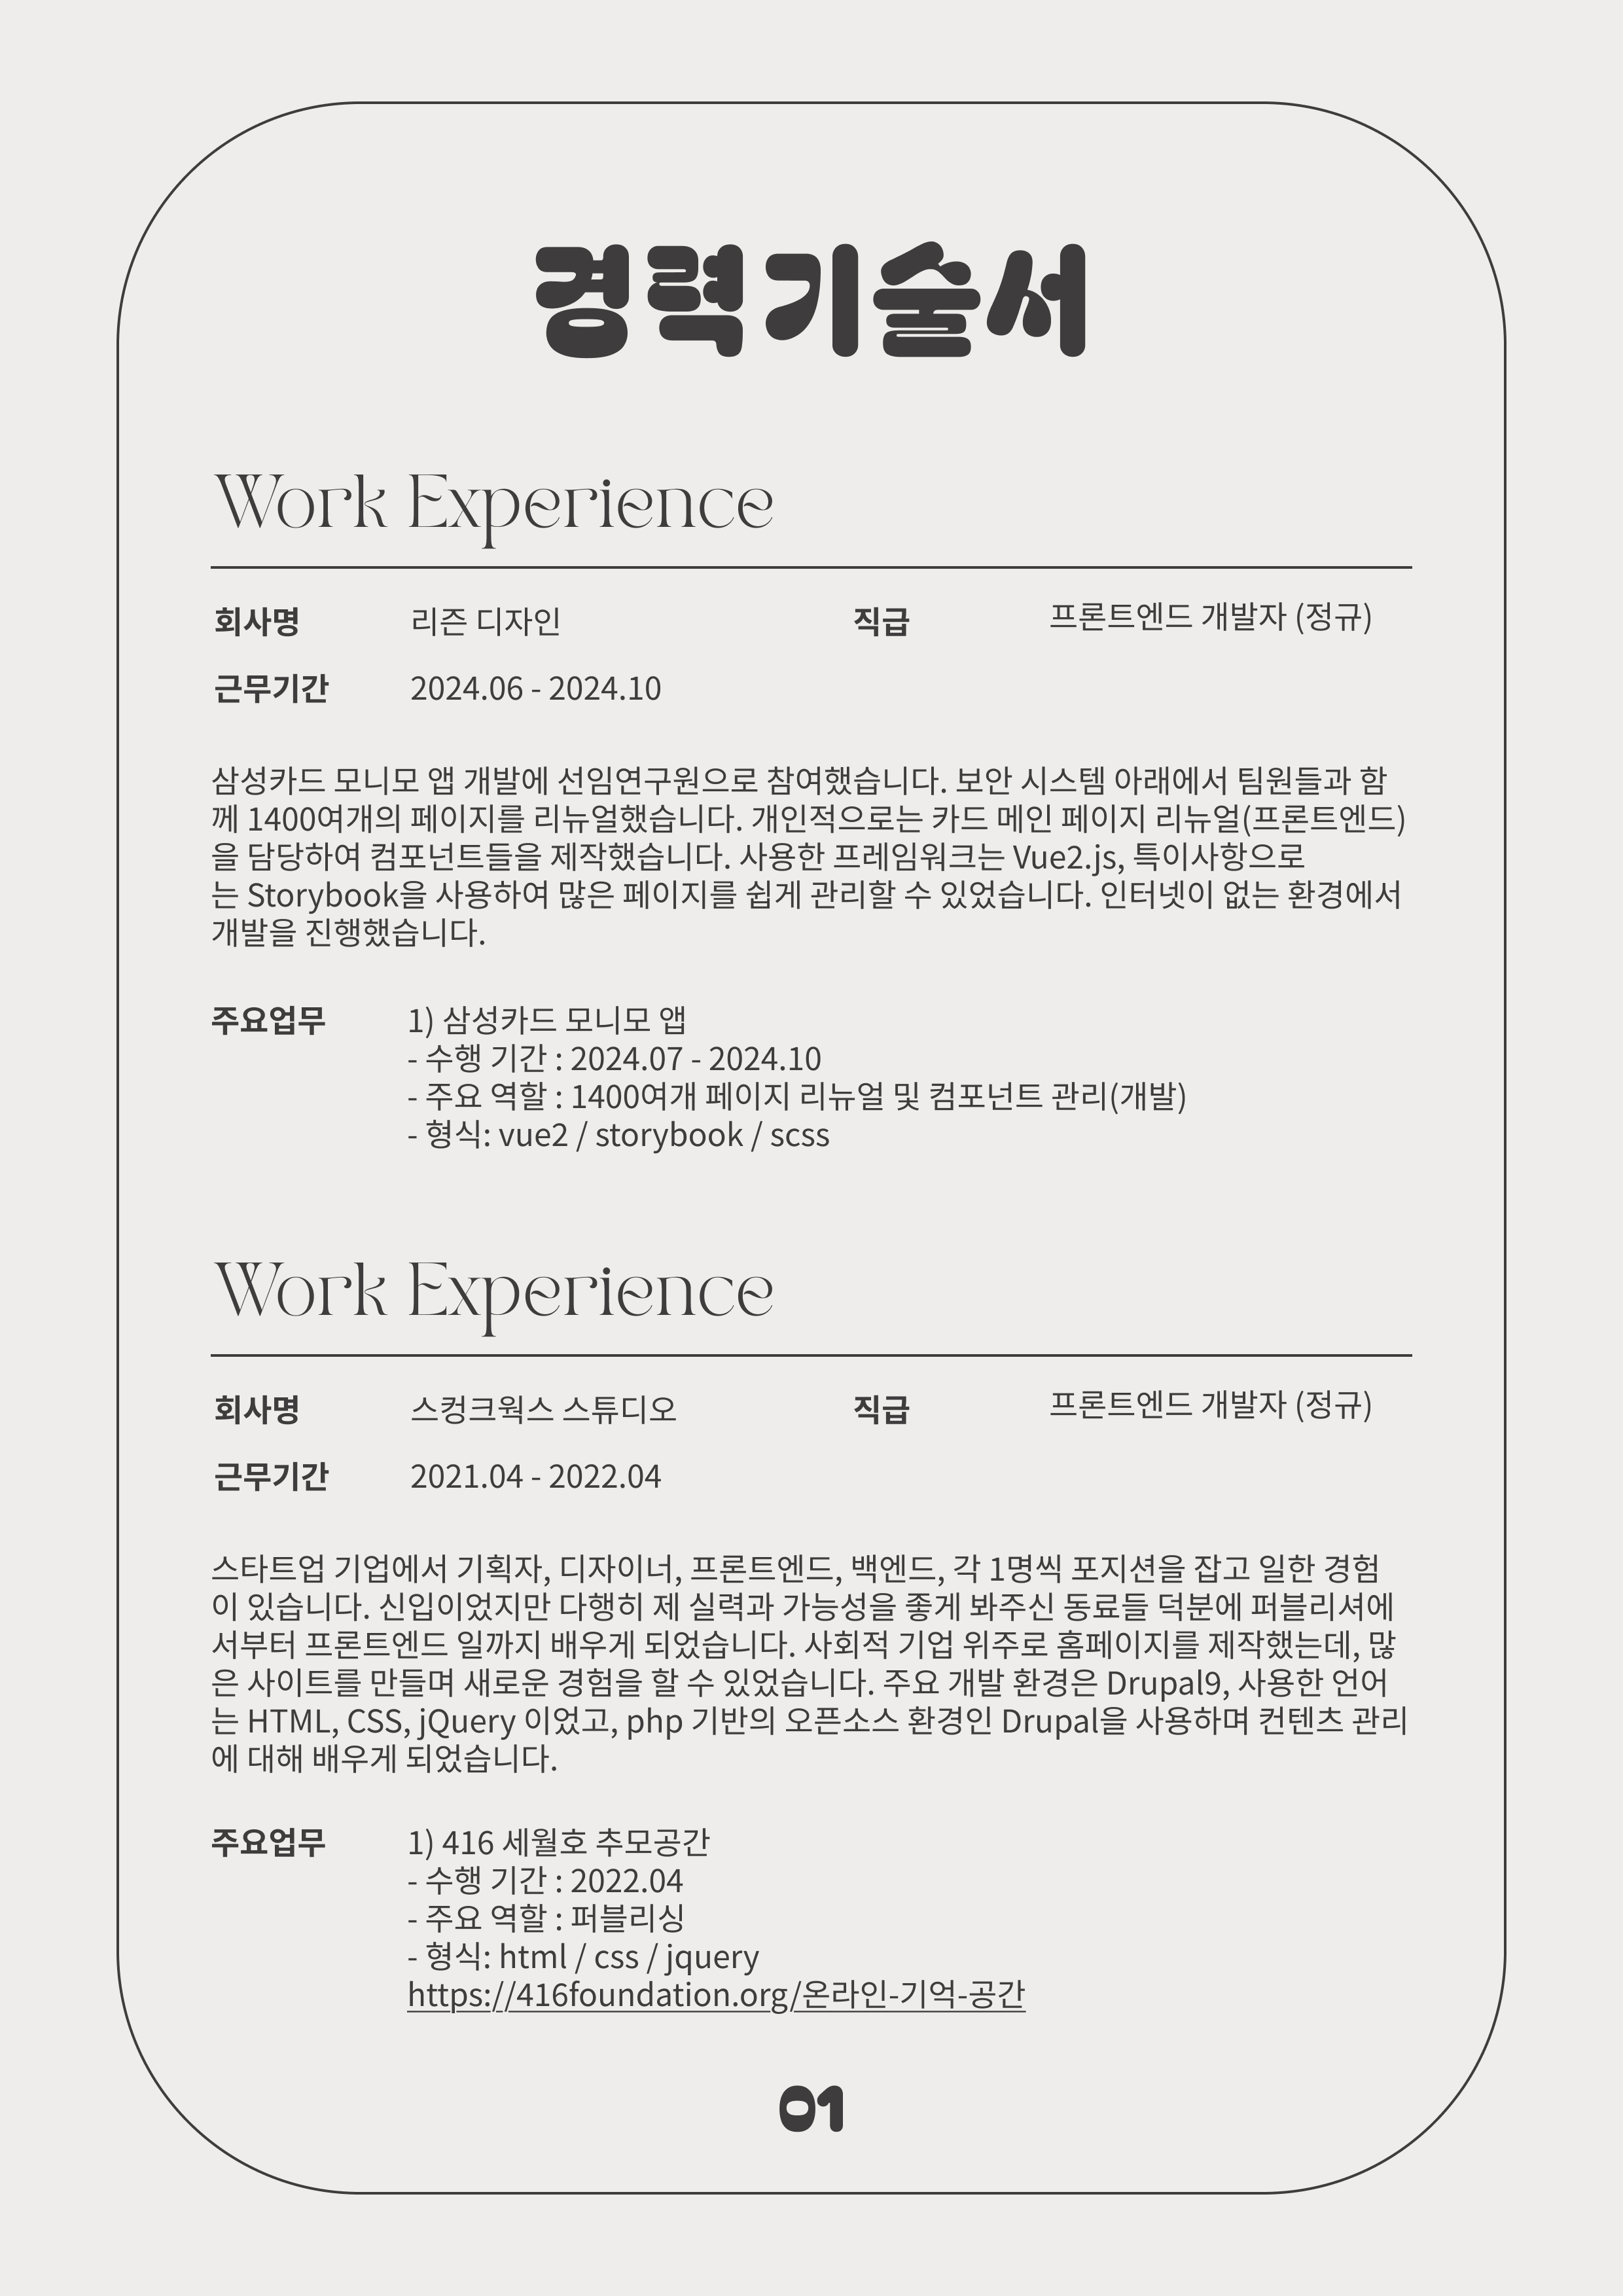 경력기술서
Work Experience
회사명 리즌 디자인 직급 프론트엔드 개발자 (정규)
근무기간 2024.06 - 2024.10
삼성카드 모니모 앱 개발에 선임연구원으로 참여했습니다. 보안 시스템 아래에서 팀원들과 함
께 1400여개의 페이지를 리뉴얼했습니다. 개인적으로는 카드 메인 페이지 리뉴얼(프론트엔드)
을 담당하여 컴포넌트들을 제작했습니다. 사용한 프레임워크는 Vue2.js, 특이사항으로
는 Storybook을 사용하여 많은 페이지를 쉽게 관리할 수 있었습니다. 인터넷이 없는 환경에서
개발을 진행했습니다.
주요업무 1) 삼성카드 모니모 앱
- 수행 기간 : 2024.07 - 2024.10
- 주요 역할 : 1400여개 페이지 리뉴얼 및 컴포넌트 관리(개발)
- 형식: vue2 / storybook / scss
Work Experience
회사명 스컹크웍스 스튜디오 직급 프론트엔드 개발자 (정규)
근무기간 2021.04 - 2022.04
스타트업 기업에서 기획자, 디자이너, 프론트엔드, 백엔드, 각 1명씩 포지션을 잡고 일한 경험
이 있습니다. 신입이었지만 다행히 제 실력과 가능성을 좋게 봐주신 동료들 덕분에 퍼블리셔에
서부터 프론트엔드 일까지 배우게 되었습니다. 사회적 기업 위주로 홈페이지를 제작했는데, 많
은 사이트를 만들며 새로운 경험을 할 수 있었습니다. 주요 개발 환경은 Drupal9, 사용한 언어
는 HTML, CSS, jQuery 이었고, php 기반의 오픈소스 환경인 Drupal을 사용하며 컨텐츠 관리
에 대해 배우게 되었습니다.
주요업무 1) 416 세월호 추모공간
- 수행 기간 : 2022.04
- 주요 역할 : 퍼블리싱
- 형식: html / css / jquery
https://416foundation.org/온라인-기억-공간
01